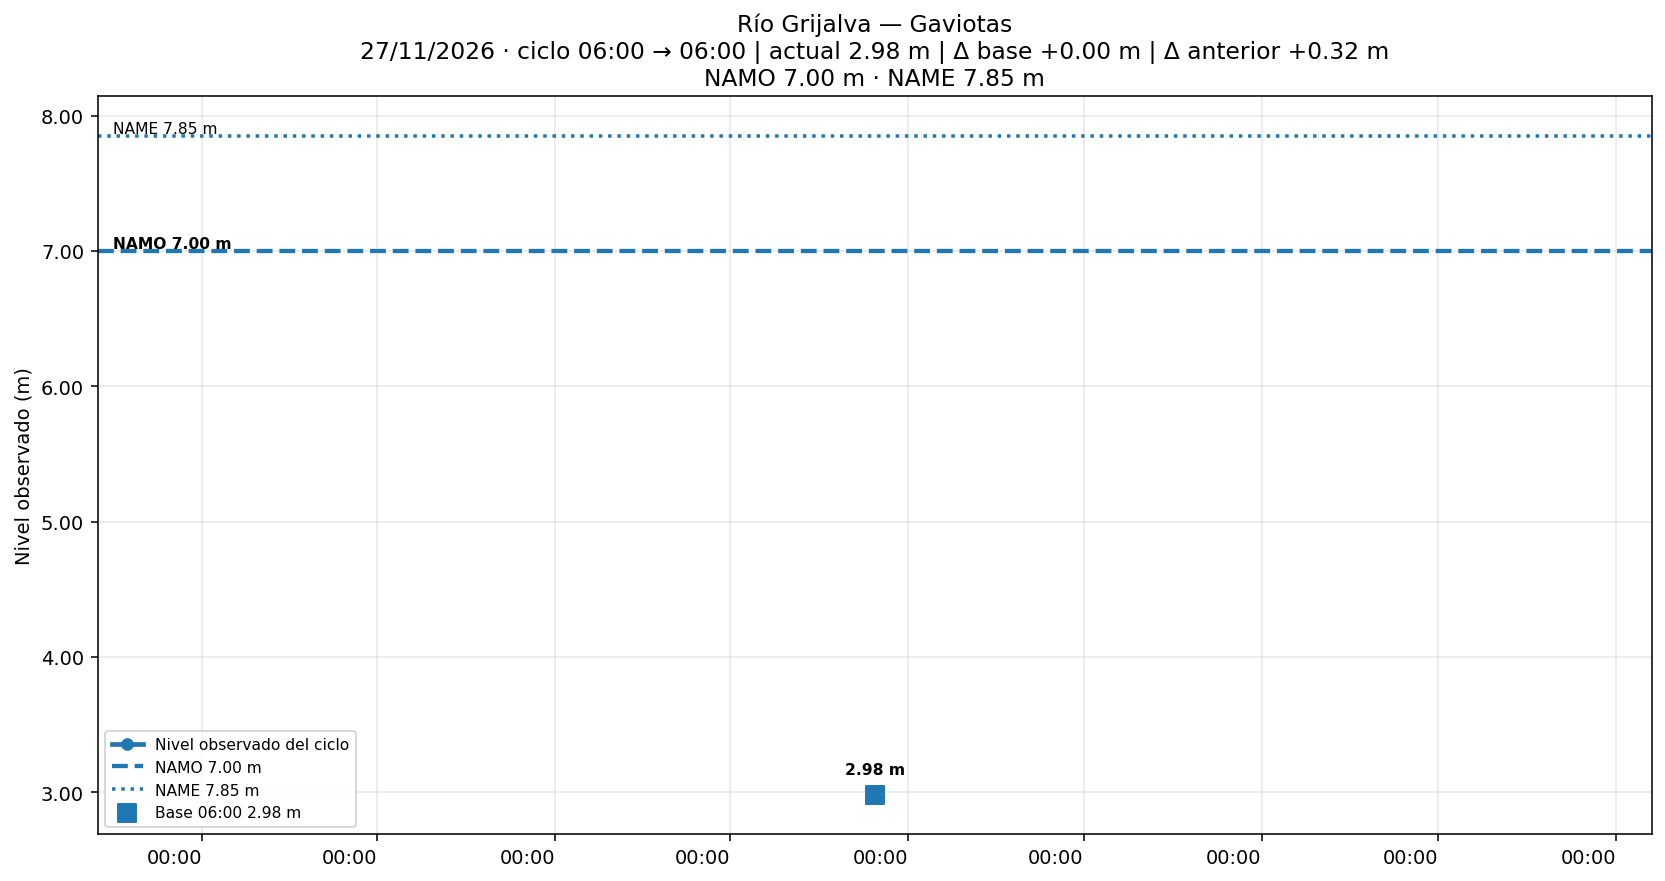 Río Grijalva — Gaviotas
27/11/2026 · ciclo 06:00 → 06:00 | actual 2.98 m | Δ base +0.00 m | Δ anterior +0.32 m
NAMO 7.00 m · NAME 7.85 m
8.00
NAME 7.85 m
NAMO 7.00 m
7.00
6.00
Nivel observado (m)
5.00
4.00
3.00
2.98 m
Nivel observado del ciclo
NAMO 7.00 m
NAME 7.85 m
Base 06:00 2.98 m
00:00 00:00 00:00 00:00 00:00 00:00 00:00 00:00 00:00